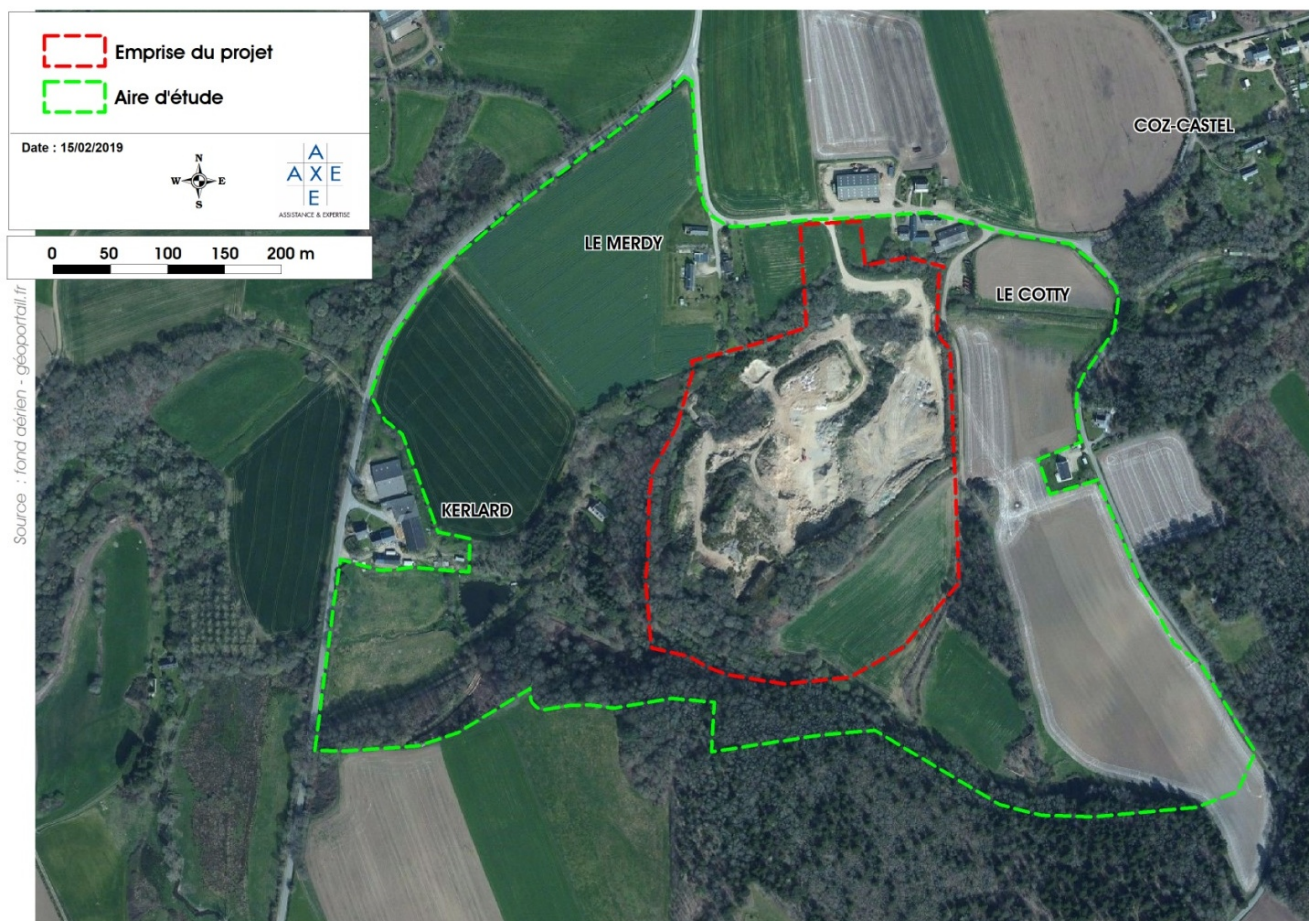 Emprise du projet
Aire d'étude
Date : 15/02/2019
N
W E
S
A
A X E
E
ASSISTANCE & EXPERTISE
0 50 100 150 200 m
COZ-CASTEL
LE MERDY
LE COTTY
KERLARD
Source : fond aérien - géoportail.fr